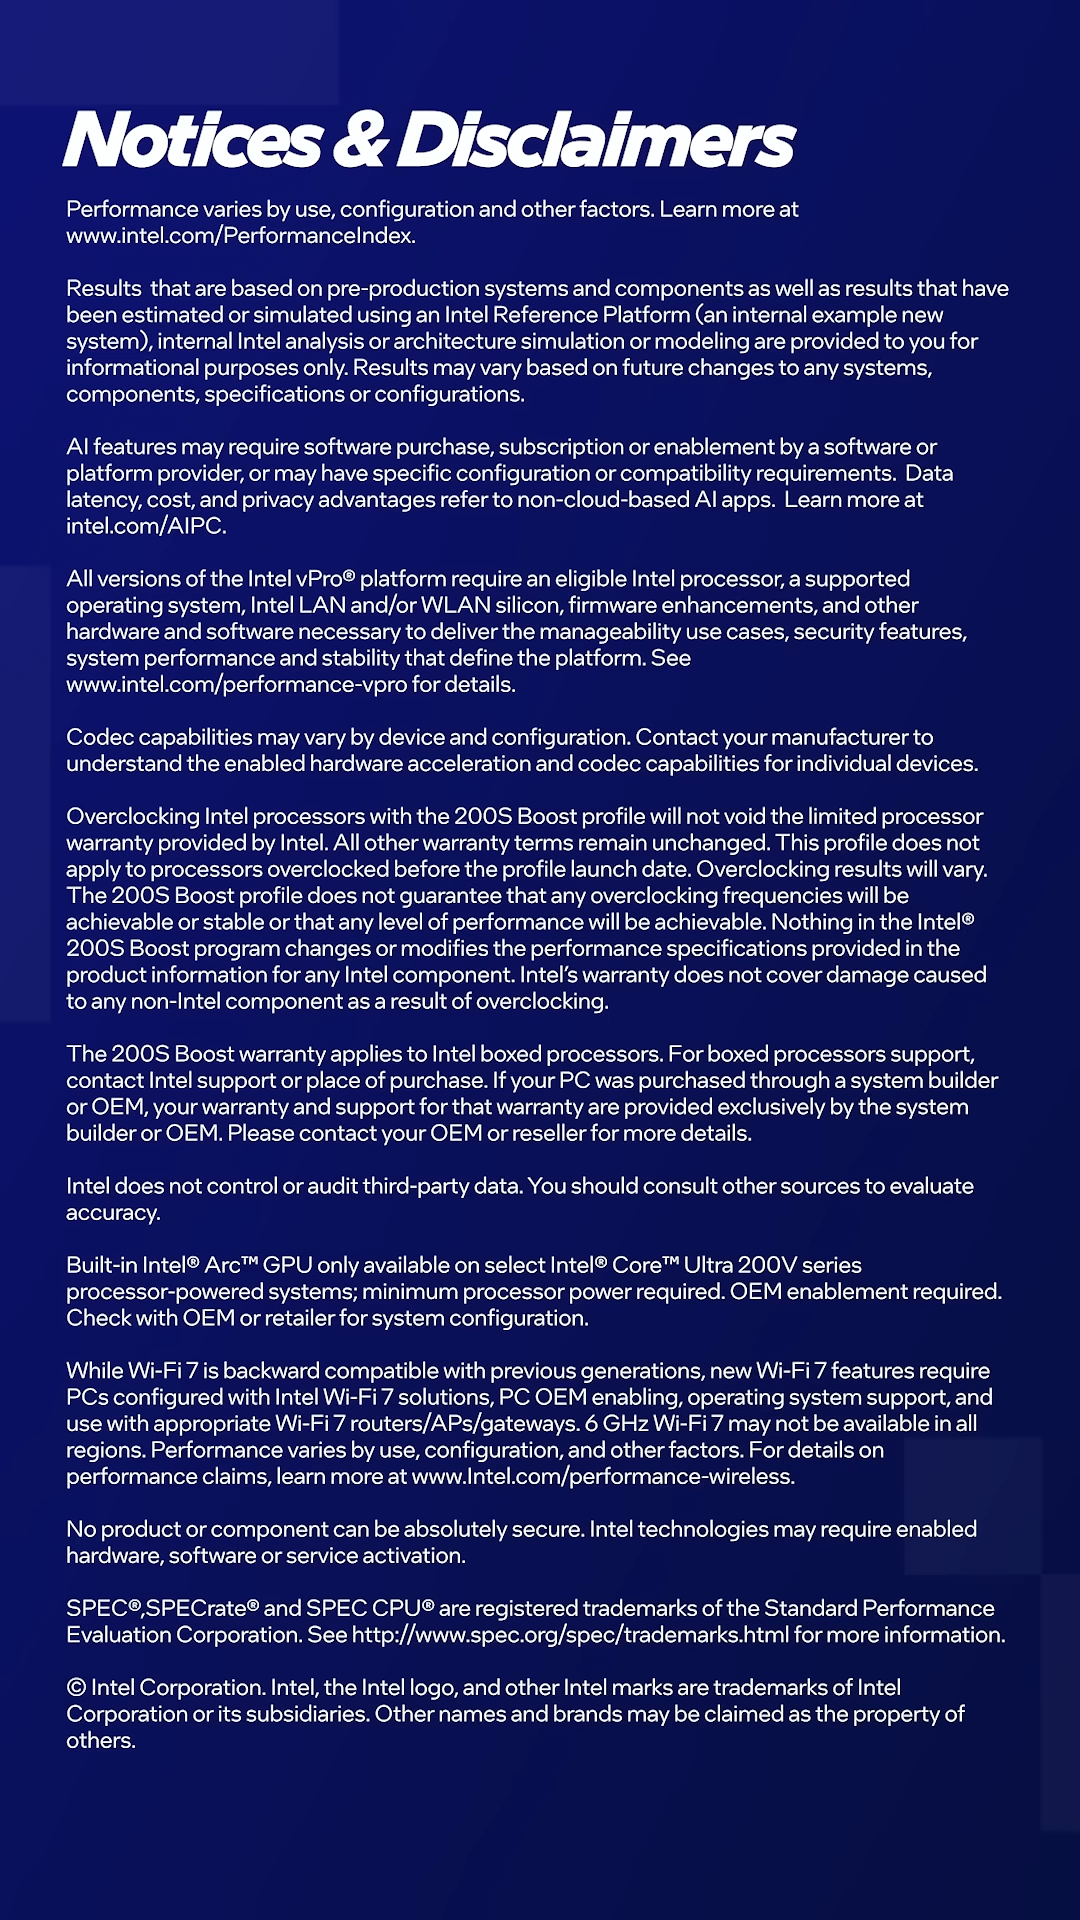 Notices & Disclaimers
Performance varies by use, configuration and other factors. Learn more at
www.intel.com/PerformanceIndex.
Results  that are based on pre-production systems and components as well as results that have
been estimated or simulated using an Intel Reference Platform (an internal example new
system), internal Intel analysis or architecture simulation or modeling are provided to you for
informational purposes only. Results may vary based on future changes to any systems,
components, specifications or configurations.
AI features may require software purchase, subscription or enablement by a software or
platform provider, or may have specific configuration or compatibility requirements.  Data
latency, cost, and privacy advantages refer to non-cloud-based AI apps.  Learn more at
intel.com/AIPC.
All versions of the Intel vPro® platform require an eligible Intel processor, a supported
operating system, Intel LAN and/or WLAN silicon, firmware enhancements, and other
hardware and software necessary to deliver the manageability use cases, security features,
system performance and stability that define the platform. See
www.intel.com/performance-vpro for details.
Codec capabilities may vary by device and configuration. Contact your manufacturer to
understand the enabled hardware acceleration and codec capabilities for individual devices.
Overclocking Intel processors with the 200S Boost profile will not void the limited processor
warranty provided by Intel. All other warranty terms remain unchanged. This profile does not
apply to processors overclocked before the profile launch date. Overclocking results will vary.
The 200S Boost profile does not guarantee that any overclocking frequencies will be
achievable or stable or that any level of performance will be achievable. Nothing in the Intel®
200S Boost program changes or modifies the performance specifications provided in the
product information for any Intel component. Intel’s warranty does not cover damage caused
to any non-Intel component as a result of overclocking.
The 200S Boost warranty applies to Intel boxed processors. For boxed processors support,
contact Intel support or place of purchase. If your PC was purchased through a system builder
or OEM, your warranty and support for that warranty are provided exclusively by the system
builder or OEM. Please contact your OEM or reseller for more details.
Intel does not control or audit third-party data. You should consult other sources to evaluate
accuracy.
Built-in Intel® Arc™ GPU only available on select Intel® Core™ Ultra 200V series
processor-powered systems; minimum processor power required. OEM enablement required.
Check with OEM or retailer for system configuration.
While Wi-Fi 7 is backward compatible with previous generations, new Wi-Fi 7 features require
PCs configured with Intel Wi-Fi 7 solutions, PC OEM enabling, operating system support, and
use with appropriate Wi-Fi 7 routers/APs/gateways. 6 GHz Wi-Fi 7 may not be available in all
regions. Performance varies by use, configuration, and other factors. For details on
performance claims, learn more at www.Intel.com/performance-wireless.
No product or component can be absolutely secure. Intel technologies may require enabled
hardware, software or service activation.
SPEC®,SPECrate® and SPEC CPU® are registered trademarks of the Standard Performance
Evaluation Corporation. See http://www.spec.org/spec/trademarks.html for more information.
© Intel Corporation. Intel, the Intel logo, and other Intel marks are trademarks of Intel
Corporation or its subsidiaries. Other names and brands may be claimed as the property of
others.